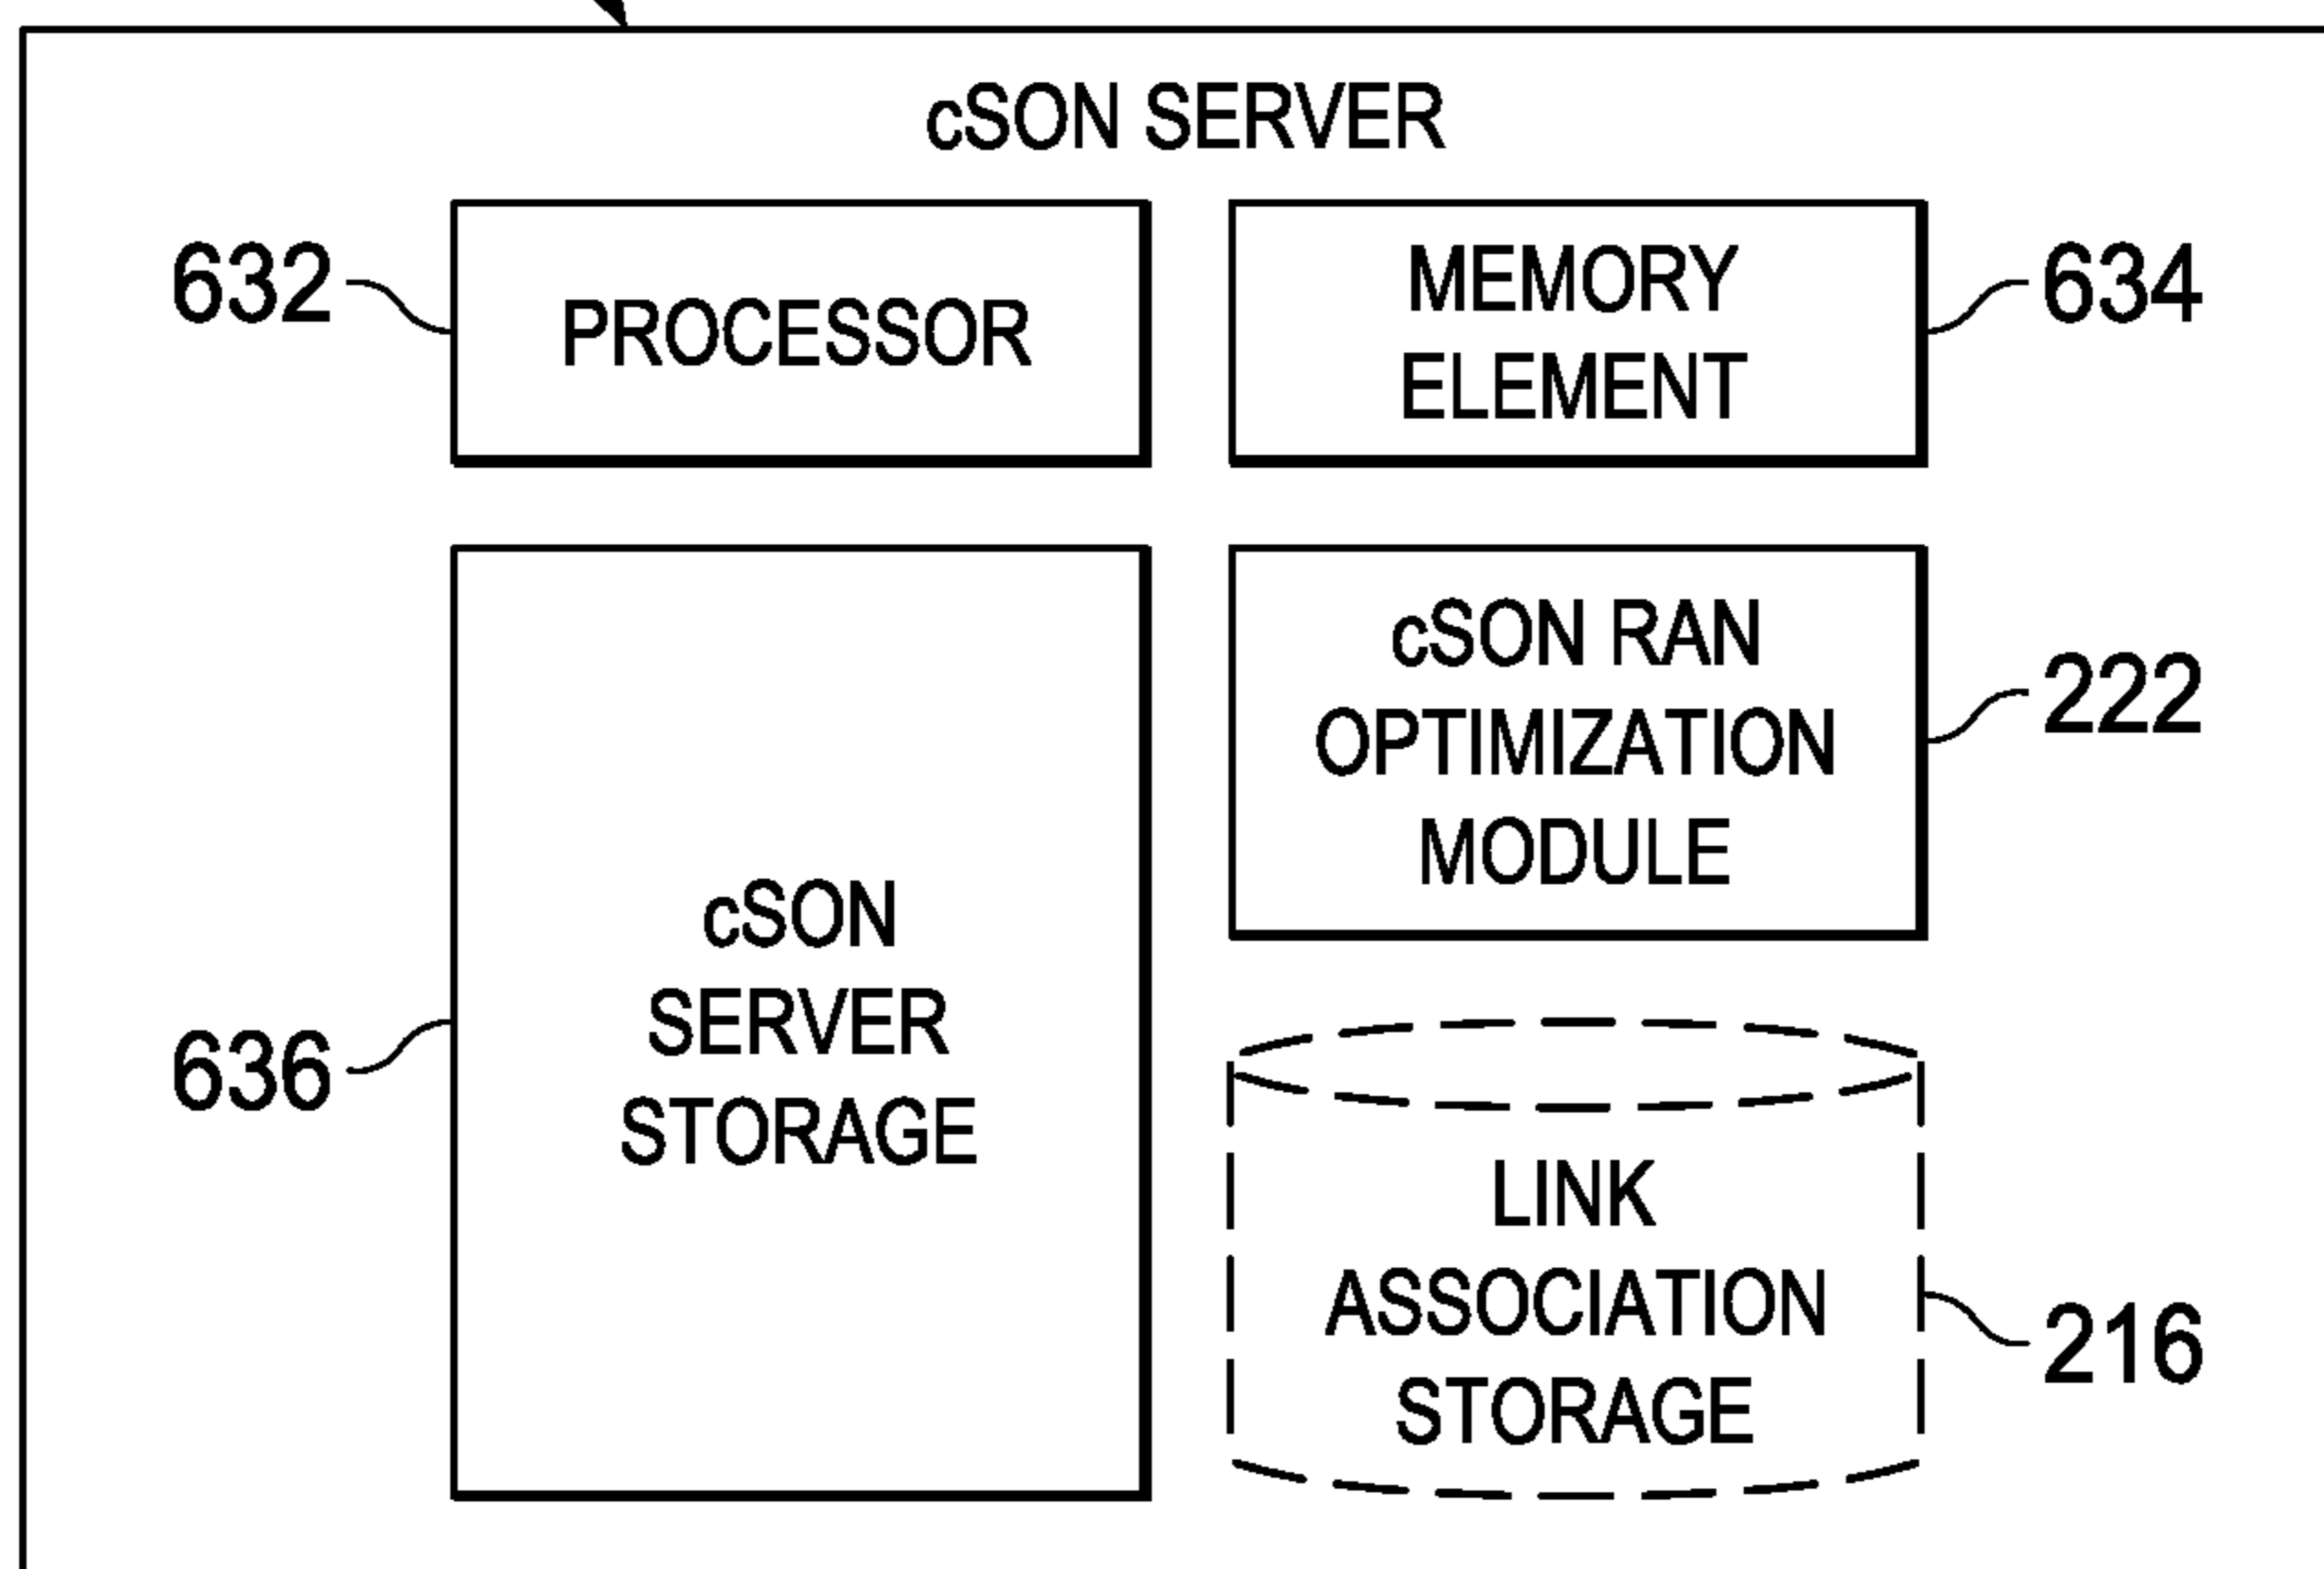 cSON SERVER
632
PROCESSOR
MEMORY
ELEMENT
634
cSON RAN
OPTIMIZATION
MODULE
222
cSON
SERVER
STORAGE
636
LINK
ASSOCIATION
STORAGE
216